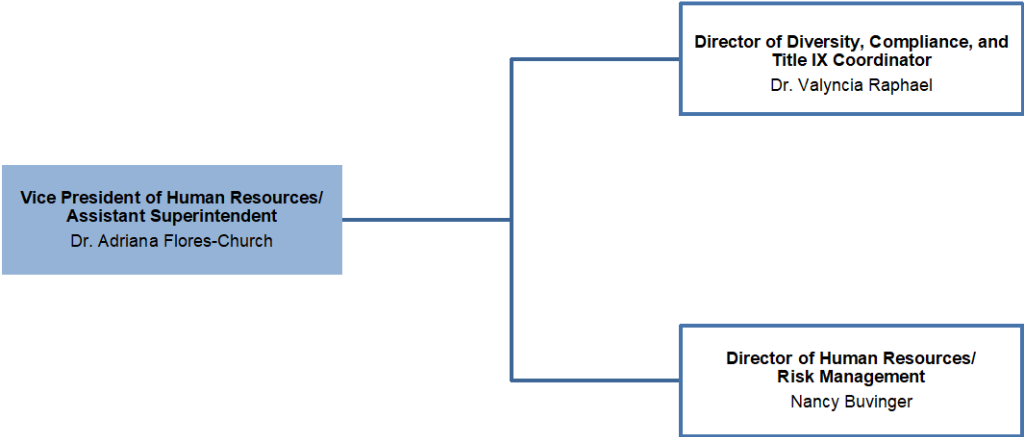 Director of Diversity, Compliance, and
Title IX Coordinator
Dr. Valyncia Raphael
Vice President of Human Resources/
Assistant Superintendent
Dr. Adriana Flores-Church
Director of Human Resources/
Risk Management
Nancy Buvinger